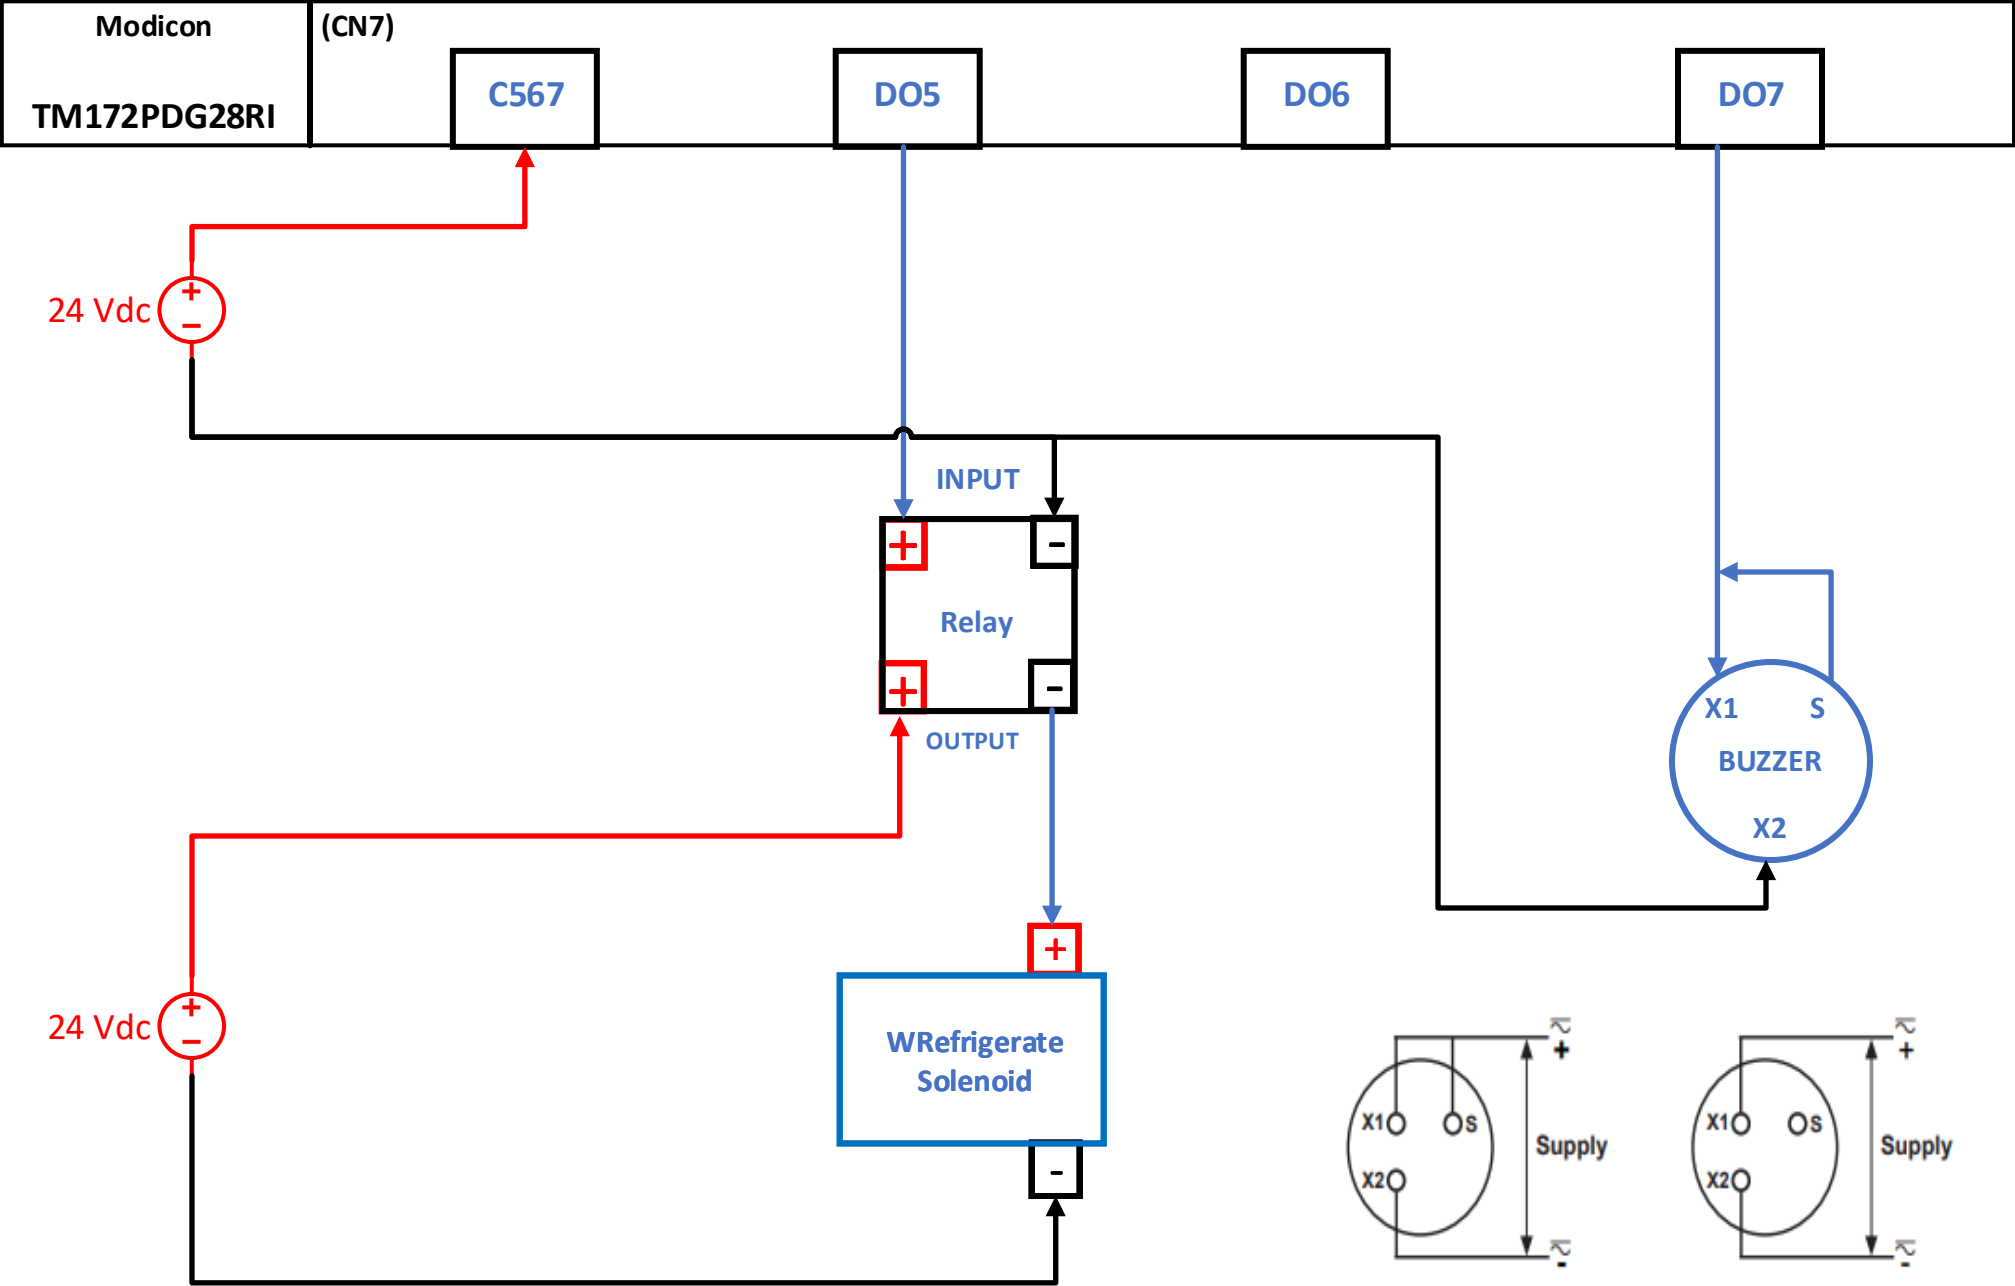 Modicon
TM172PDG28RI
(CN7)
C567
DO5
DO6
DO7
24 Vdc
+
−
INPUT
+
-
Relay
+
-
OUTPUT
X1
S
BUZZER
X2
+
24 Vdc
+
−
WRefrigerate
Solenoid
-
+
X1
S
Supply
X2
-
+
X1
S
Supply
X2
-